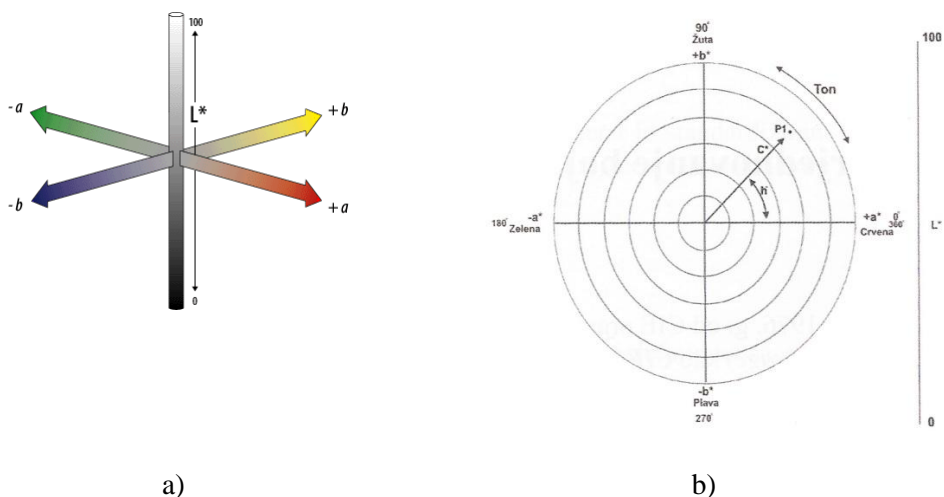 100
L*
-a
+b
-b
+a
0
a)
90°
Žuta
+b*
100
Ton
P1.
C*
h
180°
-a*
Zelena
+a*
Crvena
0°
360°
L*
-b*
Plava
270°
0
b)